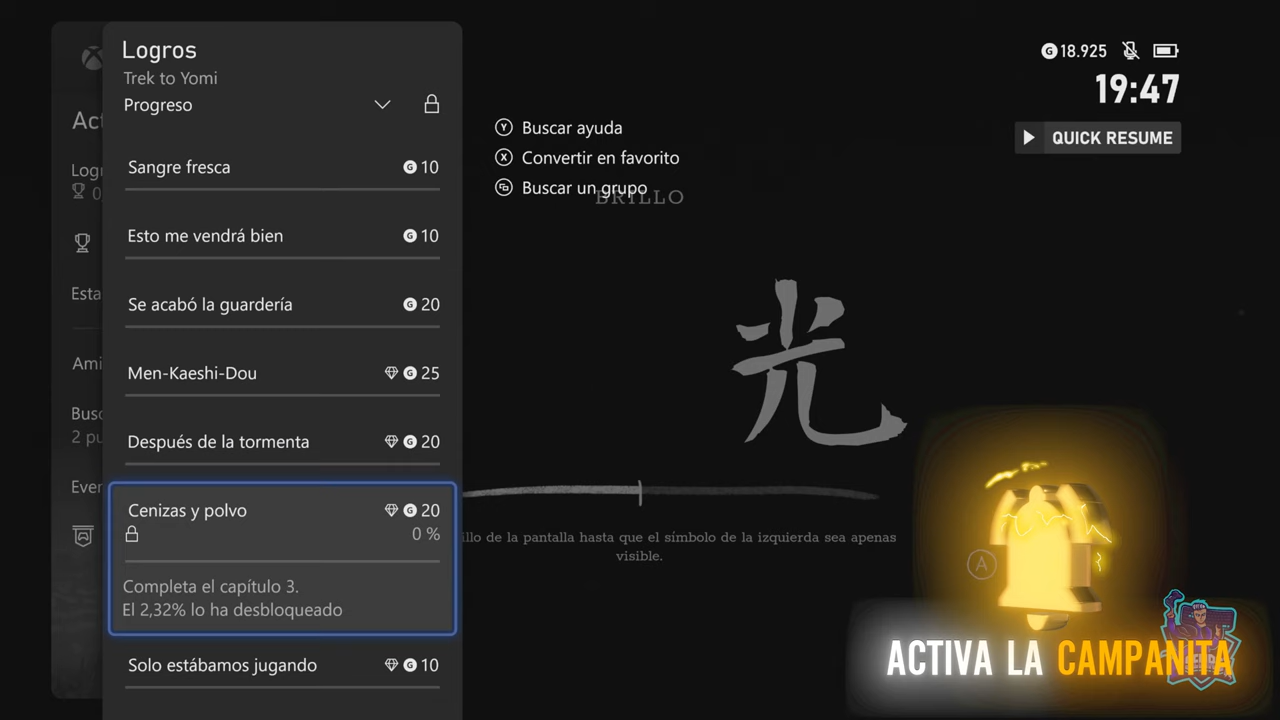 Logros
Trek to Yomi
Progreso
Sangre fresca
G 10
Esto me vendrá bien
G 10
Se acabó la guardería
G 20
Men-Kaeshi-Dou
G 25
Después de la tormenta
G 20
Cenizas y polvo
G 20
0 %
Completa el capítulo 3.
El 2,32% lo ha desbloqueado
Solo estábamos jugando
G 10
Y Buscar ayuda
X Convertir en favorito
Buscar un grupo
BRILLO
光
de la pantalla hasta que el símbolo de la izquierda sea apenas
visible.
A
G 18.925
19:47
QUICK RESUME
ACTIVA LA CAMPANITA